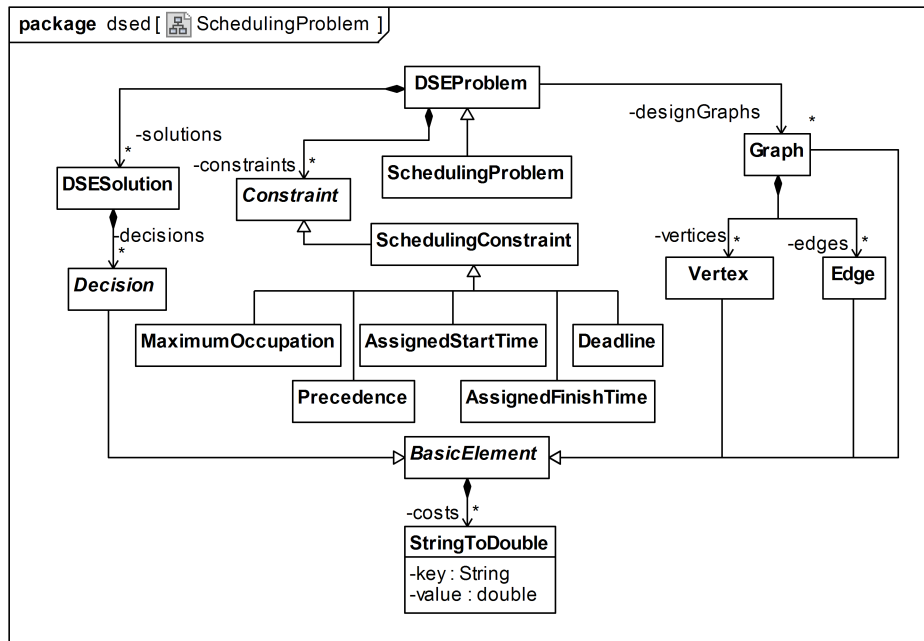 package dsed [ SchedulingProblem ]
DSEProblem
-solutions
*
-constraints
*
-designGraphs
*
DSESolution
Constraint
SchedulingProblem
Graph
-decisions
*
SchedulingConstraint
-vertices
*
-edges
*
Decision
Vertex
Edge
MaximumOccupation
AssignedStartTime
Deadline
Precedence
AssignedFinishTime
BasicElement
-costs
*
StringToDouble
-key : String
-value : double